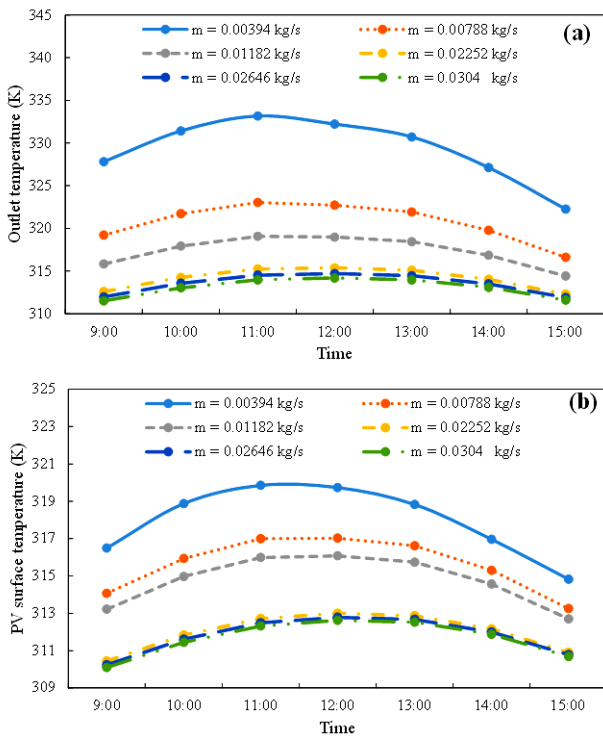 345
340
335
330
325
320
315
310
Outlet temperature (K)
(a)
m = 0.00394 kg/s
m = 0.00788 kg/s
m = 0.01182 kg/s
m = 0.02252 kg/s
m = 0.02646 kg/s
m = 0.0304 kg/s
9:00 10:00 11:00 12:00 13:00 14:00 15:00
Time
325
323
321
319
317
315
313
311
309
PV surface temperature (K)
(b)
m = 0.00394 kg/s
m = 0.00788 kg/s
m = 0.01182 kg/s
m = 0.02252 kg/s
m = 0.02646 kg/s
m = 0.0304 kg/s
9:00 10:00 11:00 12:00 13:00 14:00 15:00
Time